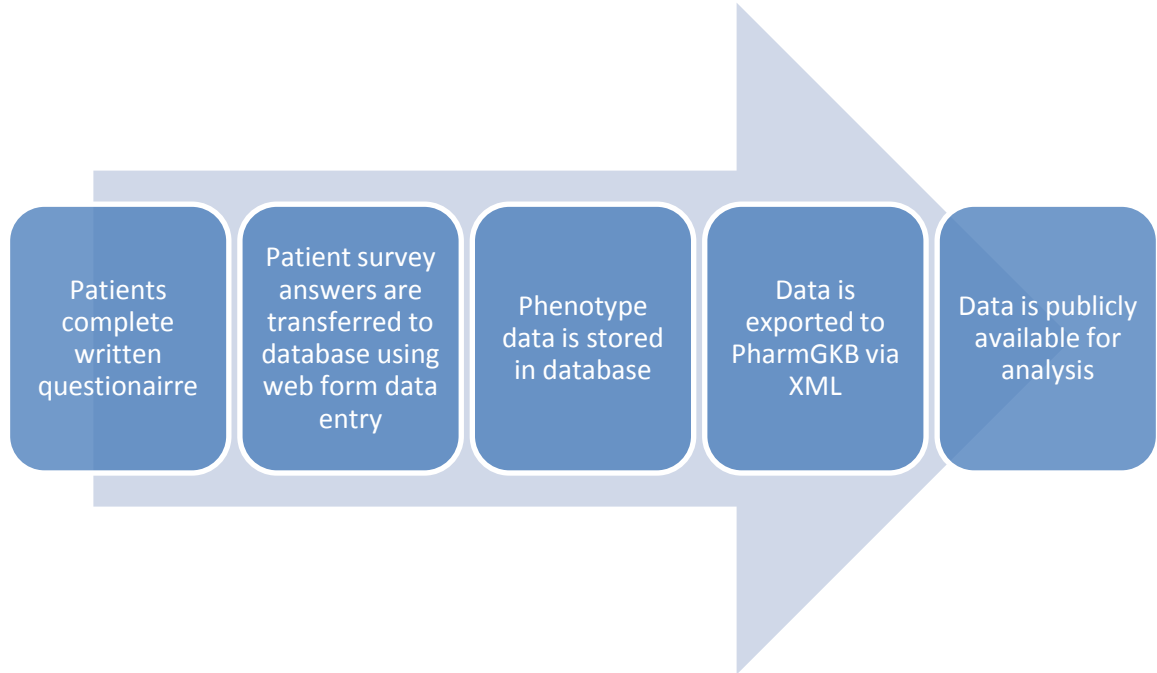 Patients
complete
written
questionairre
Patient survey
answers are
transferred to
database using
web form data
entry
Phenotype
data is stored
in database
Data is
exported to
PharmGKB via
XML
Data is publicly
available for
analysis